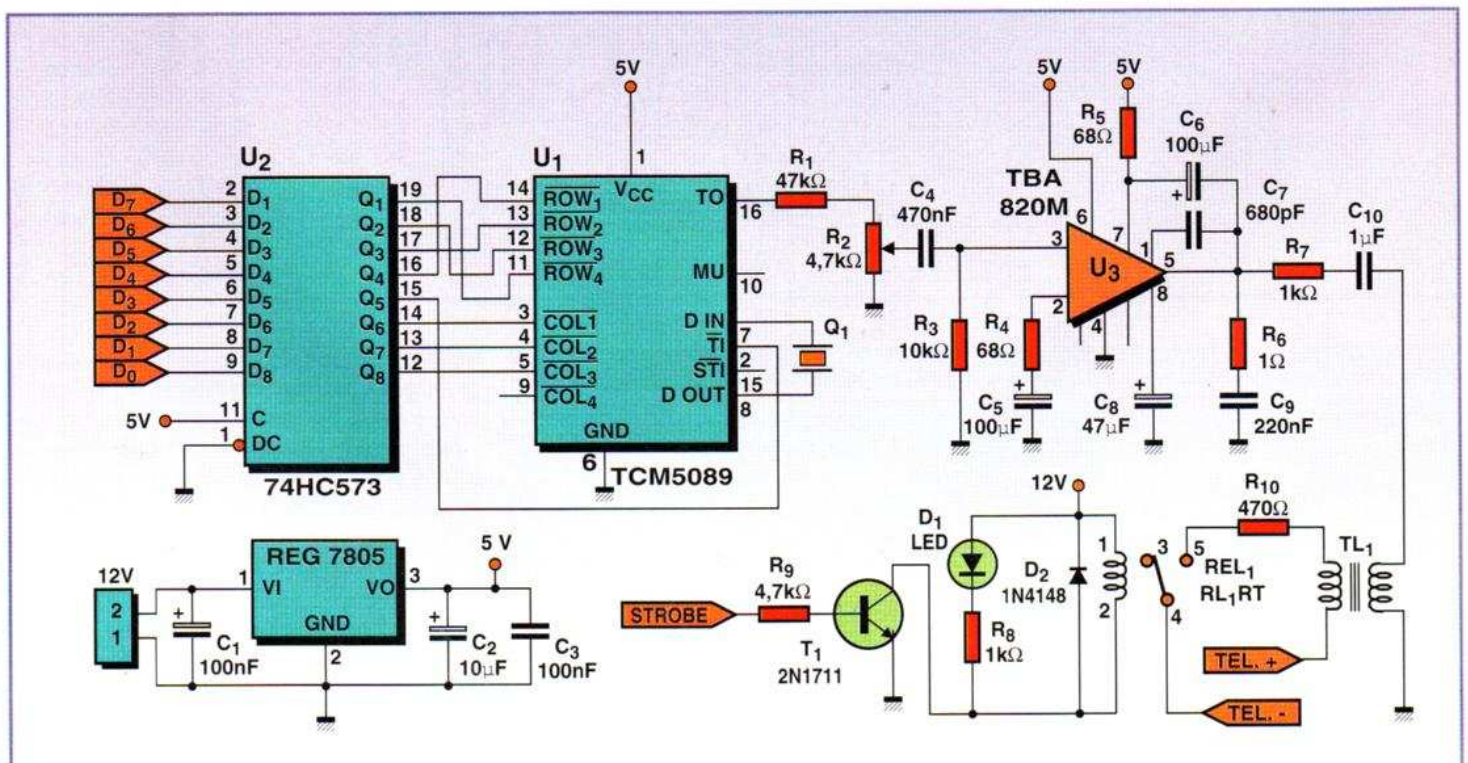 U2
74HC573
D7
D6
D5
D4
D3
D2
D1
D0
2
3
4
5
6
7
8
9
D1
D2
D3
D4
D5
D6
D7
D8
Q1
Q2
Q3
Q4
Q5
Q6
Q7
Q8
19
18
17
16
15
14
13
12
5V
11
C
1
DC
U1
TCM5089
5V
1
VCC
14
13
12
11
3
4
5
9
ROW1
ROW2
ROW3
ROW4
COL1
COL2
COL3
COL4
GND
6
TO
16
MU
10
D IN
7
TI
2
STI
15
D OUT
8
Q1
R1
47kΩ
R2
4,7kΩ
C4
470nF
R3
10kΩ
R4
68Ω
C5
100µF
5V
5V
R5
68Ω
C6
100µF
+
C7
680pF
TBA
820M
U3
6
7
3
2
1
5
8
4
+
C8
47µF
+
R7
1kΩ
C10
1µF
R6
1Ω
C9
220nF
12V
2
1
C1
100nF
+
REG 7805
1
VI
VO
3
GND
2
5 V
+
C2
10µF
C3
100nF
STROBE
R9
4,7kΩ
T1
2N1711
12V
D1
LED
R8
1kΩ
D2
1N4148
1
2
3
5
4
REL1
RL1RT
R10
470Ω
TL1
TEL. +
TEL. -